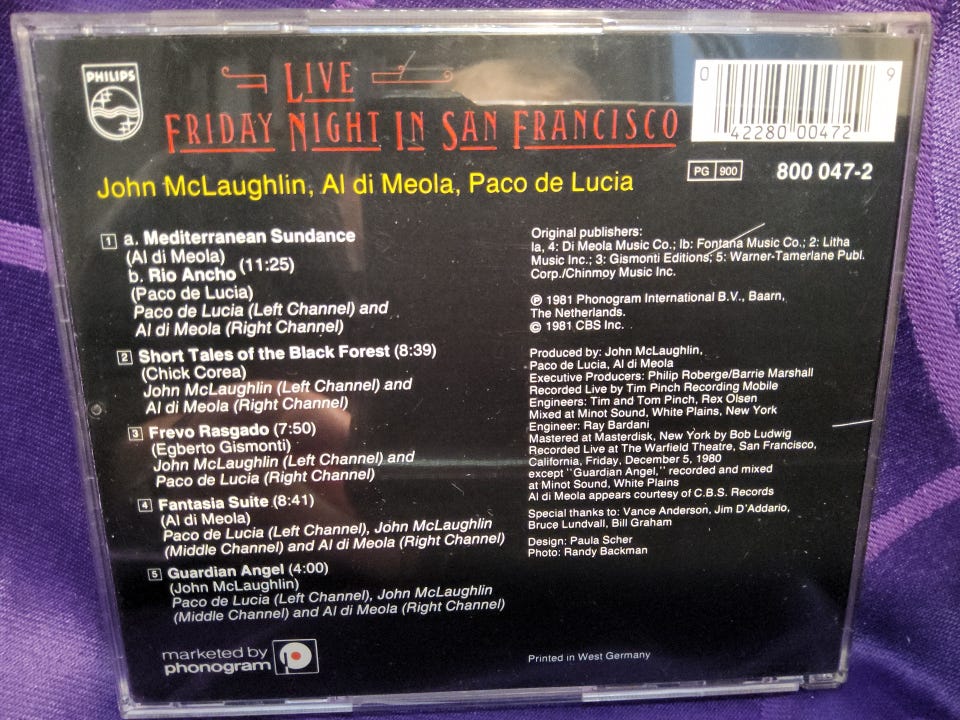 PHILIPS
LIVE
FRIDAY NIGHT IN SAN FRANCISCO
0 42280 00472 9
PG 900 800 047-2
John McLaughlin, Al di Meola, Paco de Lucia
1 a. Mediterranean Sundance
(Al di Meola)
b. Rio Ancho (11:25)
(Paco de Lucia)
Paco de Lucia (Left Channel) and
Al di Meola (Right Channel)
2 Short Tales of the Black Forest (8:39)
(Chick Corea)
John McLaughlin (Left Channel) and
Al di Meola (Right Channel)
3 Frevo Rasgado (7:50)
(Egberto Gismonti)
John McLaughlin (Left Channel) and
Paco de Lucia (Right Channel)
4 Fantasia Suite (8:41)
(Al di Meola)
Paco de Lucia (Left Channel), John McLaughlin
(Middle Channel) and Al di Meola (Right Channel)
5 Guardian Angel (4:00)
(John McLaughlin)
Paco de Lucia (Left Channel), John McLaughlin
(Middle Channel) and Al di Meola (Right Channel)
marketed by
phonogram
Original publishers:
Ia, 4: Di Meola Music Co.; Ib: Fontana Music Co.; 2: Litha
Music Inc.; 3: Gismonti Editions; 5: Warner-Tamerlane Publ.
Corp./Chinmoy Music Inc.
℗ 1981 Phonogram International B.V., Baarn,
The Netherlands.
© 1981 CBS Inc.
Produced by: John McLaughlin,
Paco de Lucia, Al di Meola
Executive Producers: Philip Roberge/Barrie Marshall
Recorded Live by Tim Pinch Recording Mobile
Engineers: Tim and Tom Pinch, Rex Olsen
Mixed at Minot Sound, White Plains, New York
Engineer: Ray Bardani
Mastered at Masterdisk, New York by Bob Ludwig
Recorded Live at The Warfield Theatre, San Francisco,
California, Friday, December 5, 1980
except "Guardian Angel," recorded and mixed
at Minot Sound, White Plains
Al di Meola appears courtesy of C.B.S. Records
Special thanks to: Vance Anderson, Jim D'Addario,
Bruce Lundvall, Bill Graham
Design: Paula Scher
Photo: Randy Backman
Printed in West Germany